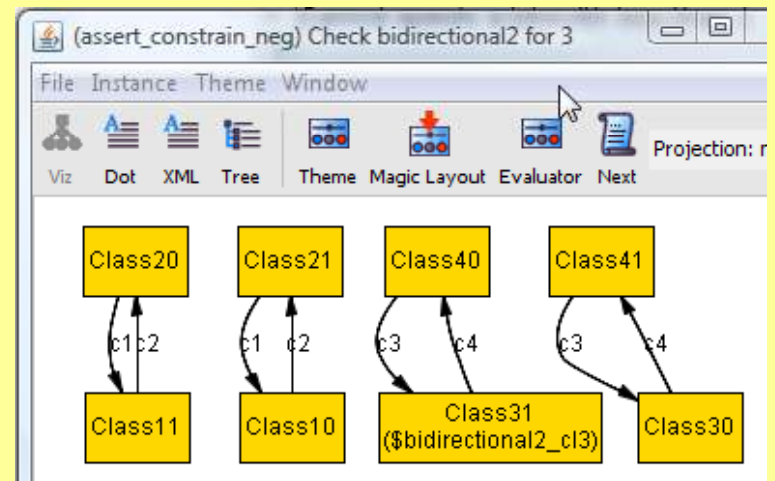 (assert_constrain_neg) Check bidirectional2 for 3
File Instance Theme Window
Viz Dot XML Tree Theme Magic Layout Evaluator Next Projection: n
Class20 Class21 Class40 Class41
c1 c2 c1 c2 c3 c4 c3 c4
Class11 Class10 Class31 ($bidirectional2_cl3) Class30